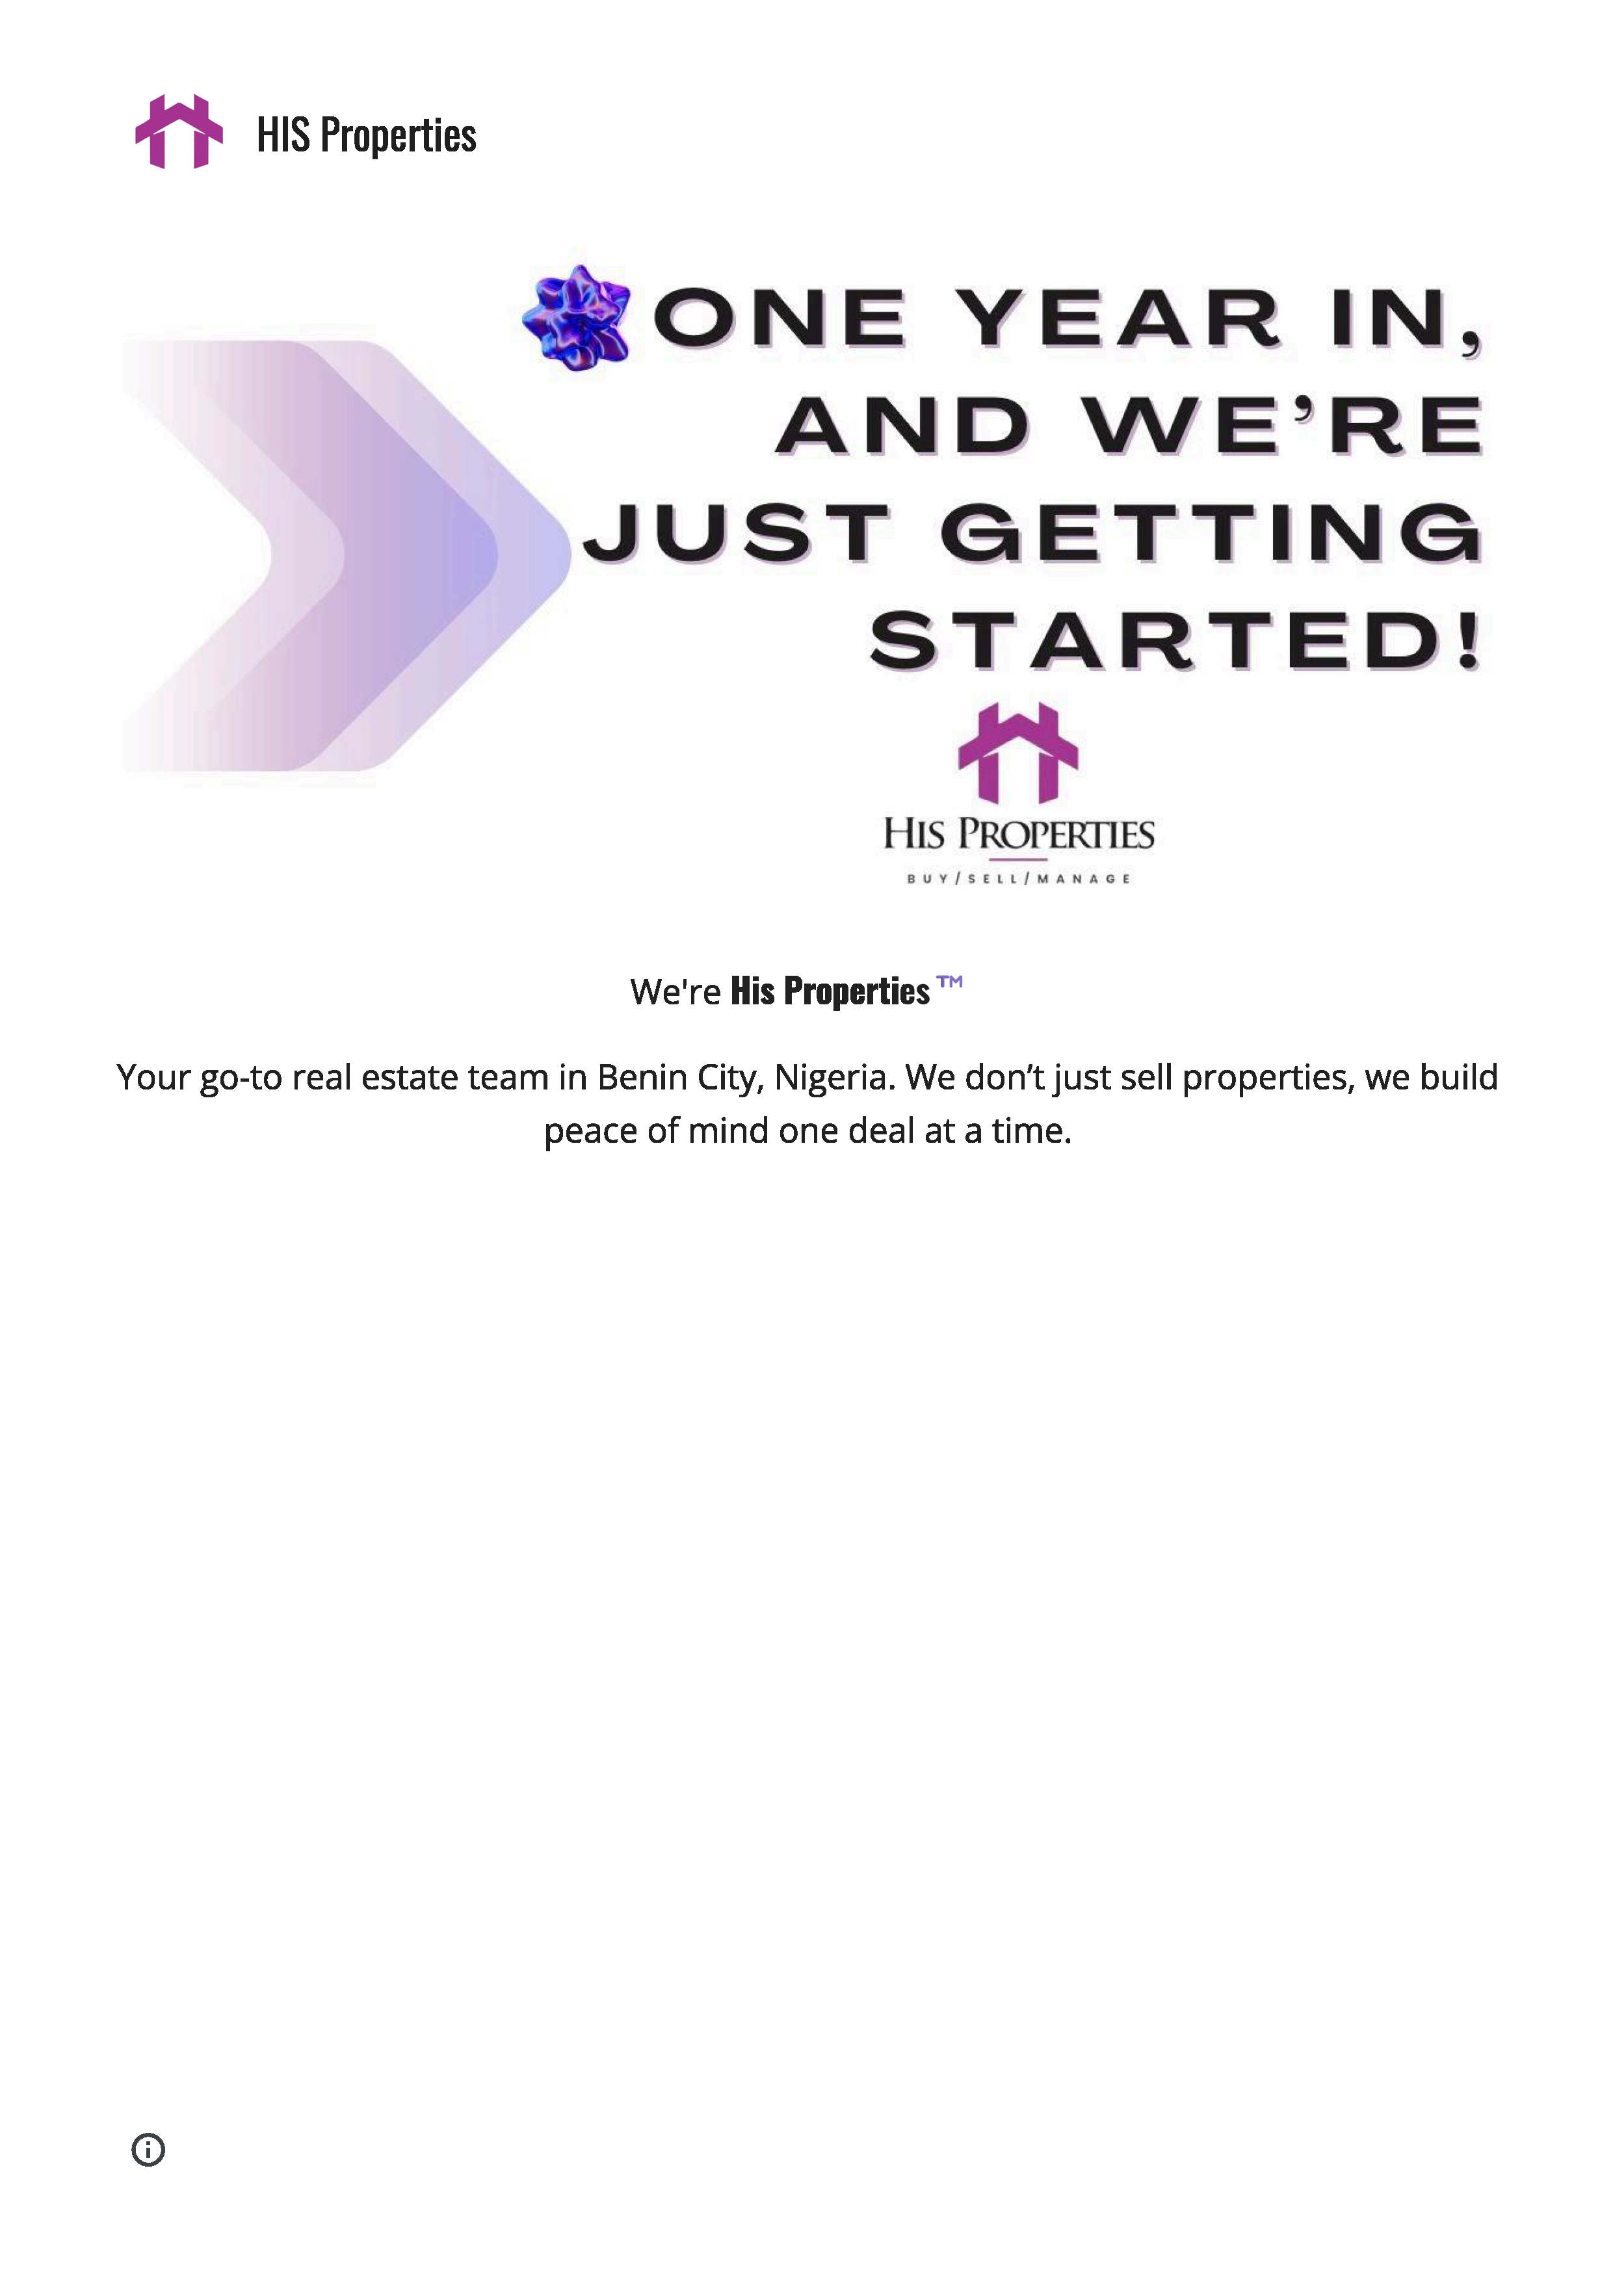 HIS Properties
ONE YEAR IN,
AND WE’RE
JUST GETTING
STARTED!
HIS PROPERTIES
BUY/SELL/MANAGE
We're His Properties ™
Your go-to real estate team in Benin City, Nigeria. We don’t just sell properties, we build
peace of mind one deal at a time.